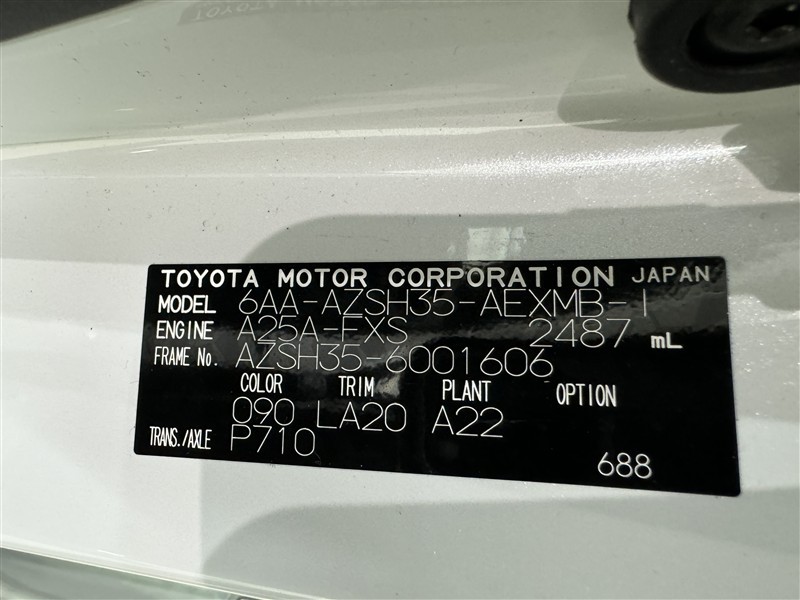 TOYOTA MOTOR CORPORATION JAPAN
MODEL 6AA-AZSH35-AEXMB-I
ENGINE A25A-FXS 2487 mL
FRAME No. AZSH35-6001606
COLOR TRIM PLANT OPTION
090 LA20 A22
TRANS./AXLE P710
688